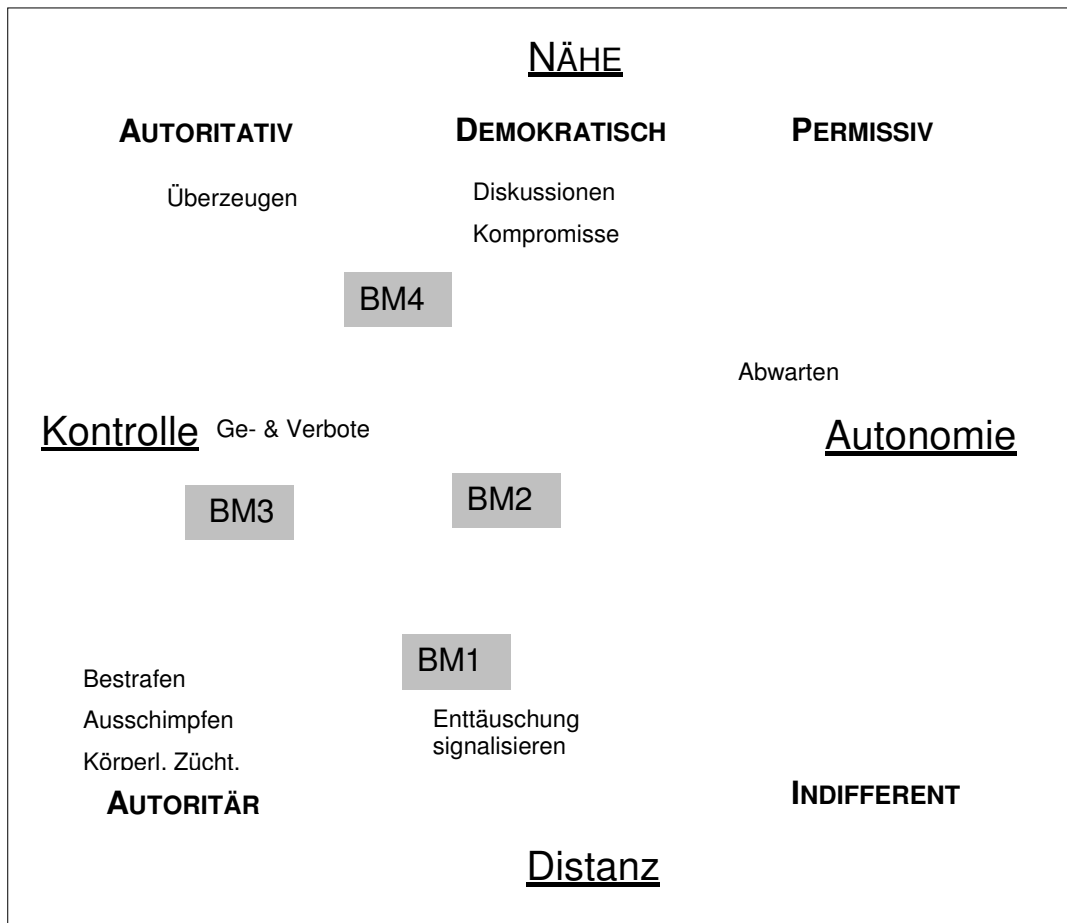 NÄHE
AUTORITATIV DEMOKRATISCH PERMISSIV
Überzeugen
Diskussionen
Kompromisse
BM4
Abwarten
Kontrolle Ge- & Verbote
Autonomie
BM3
BM2
BM1
Bestrafen
Ausschimpfen
Körperl. Zücht.
Enttäuschung
signalisieren
AUTORITÄR
INDIFFERENT
Distanz